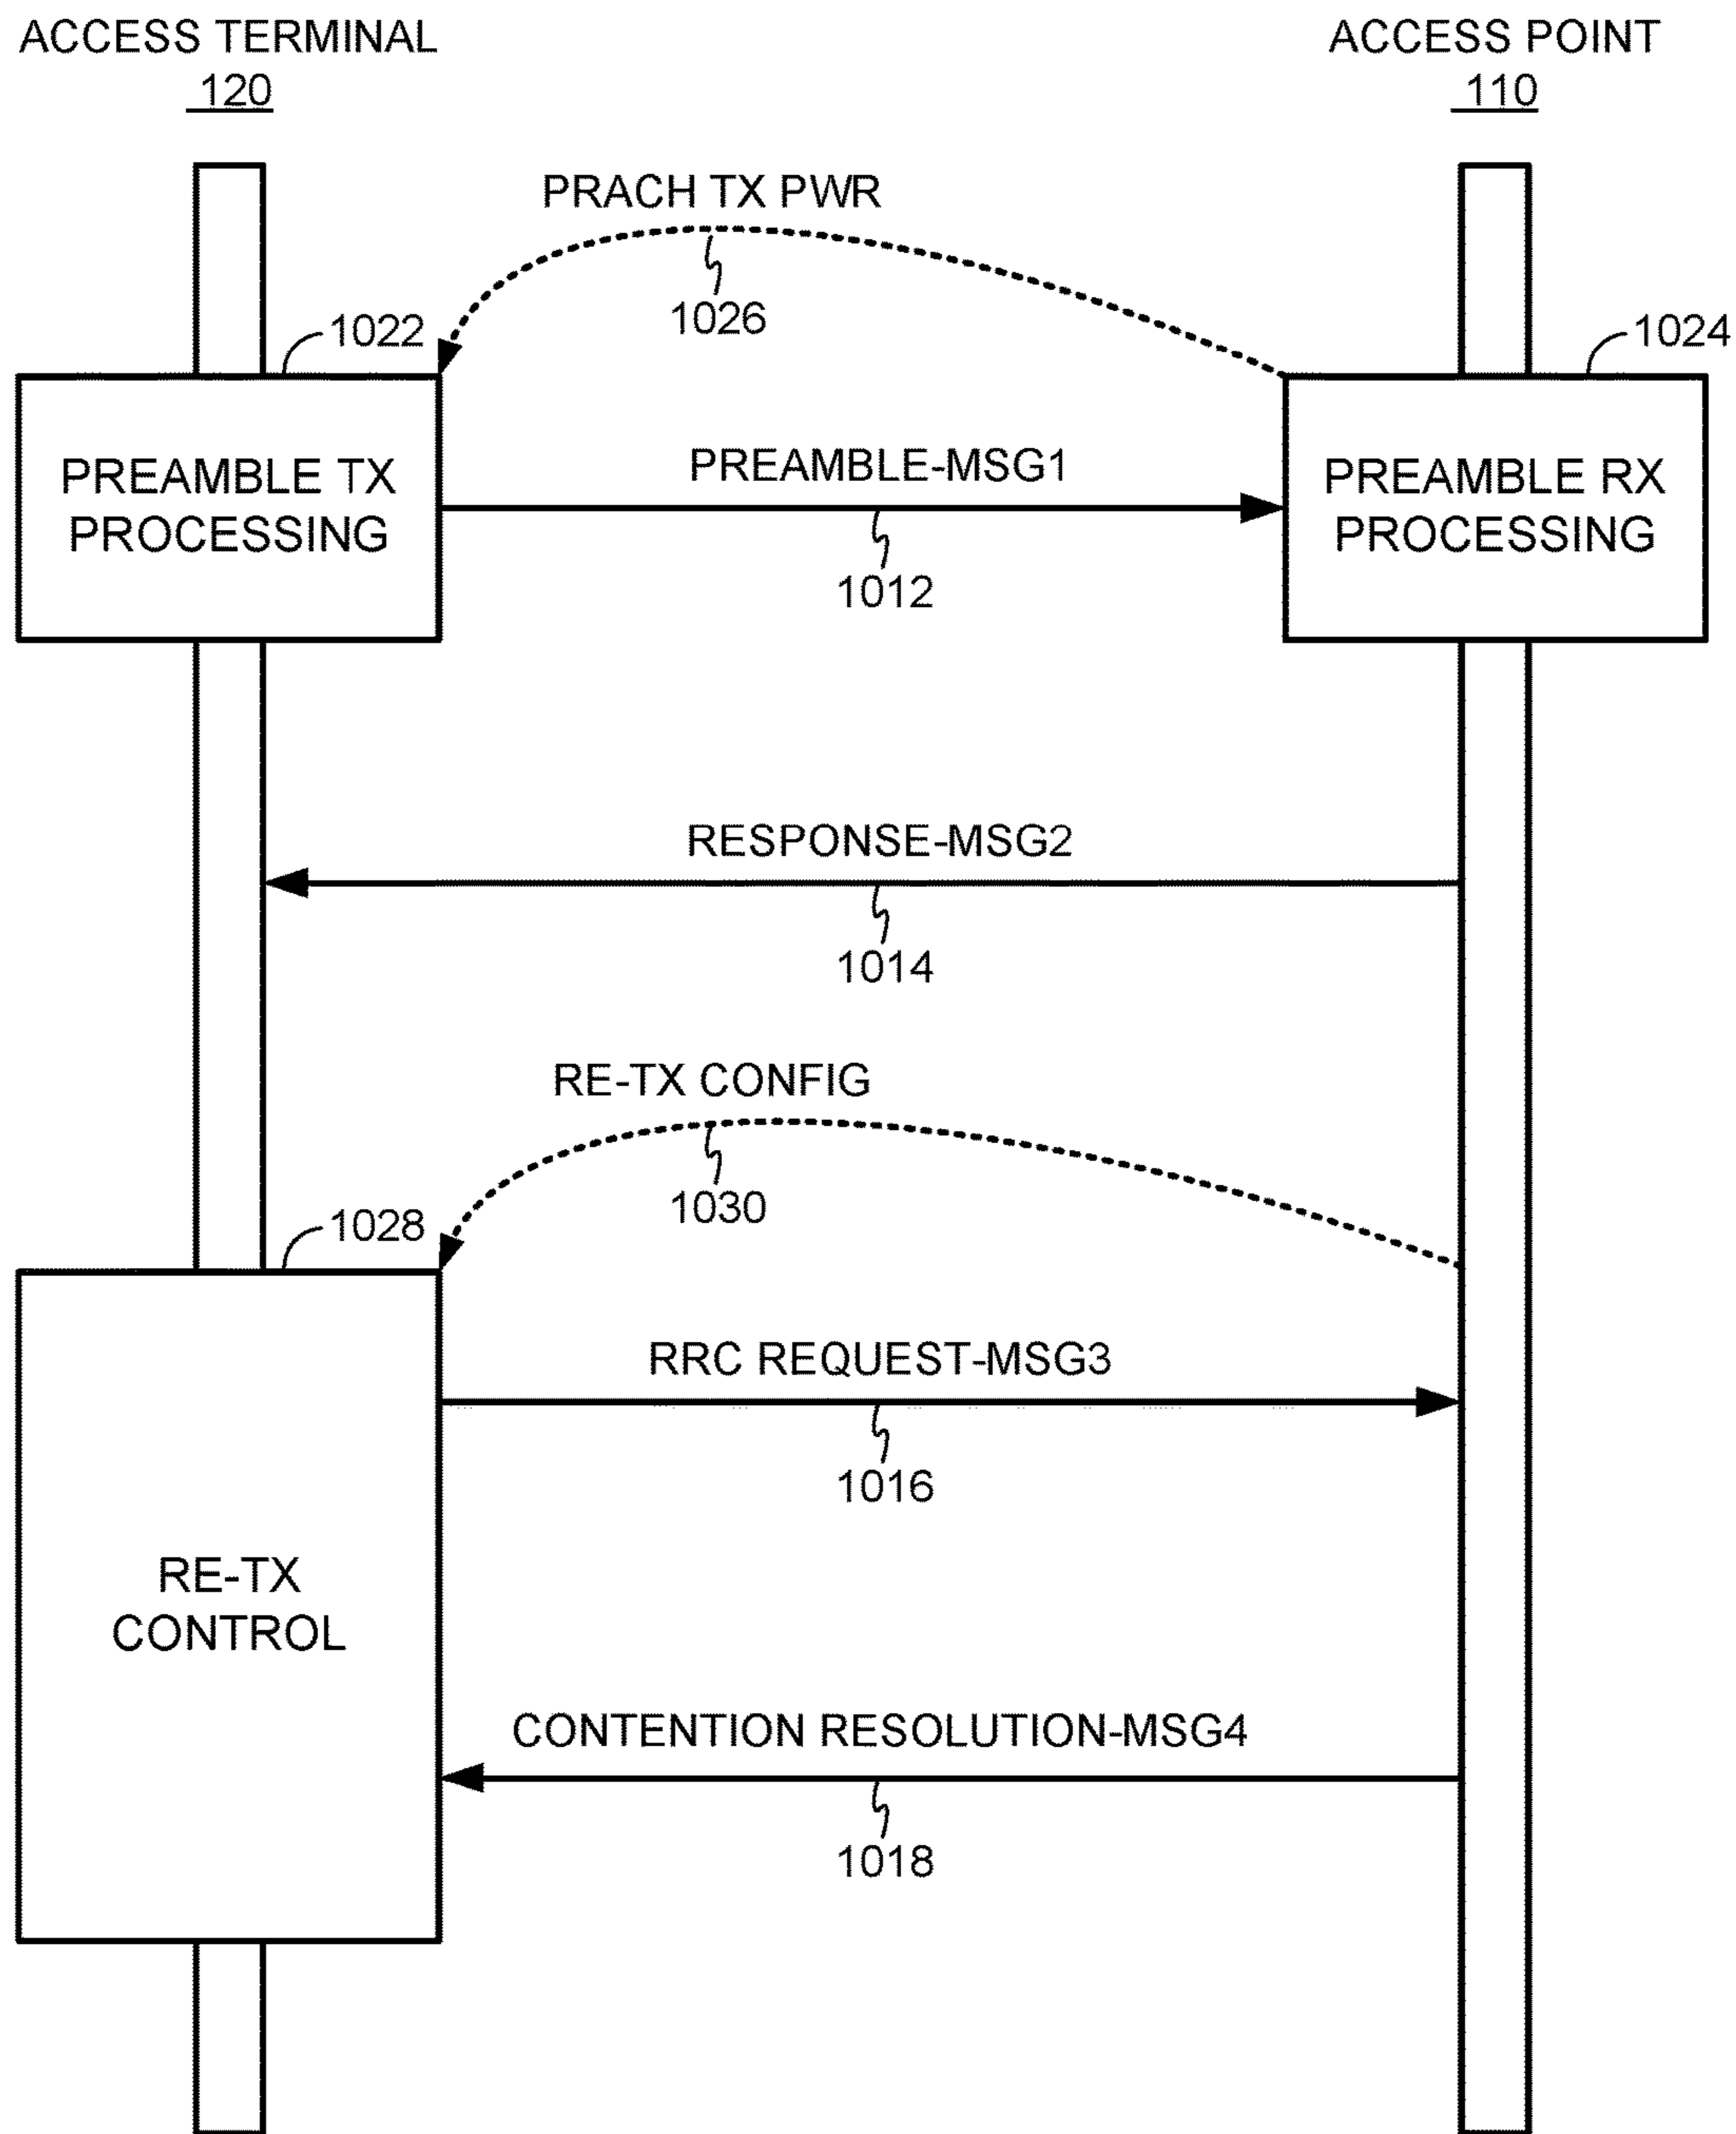 ACCESS TERMINAL
120
ACCESS POINT
110
PRACH TX PWR
1026
1022
1024
PREAMBLE TX
PROCESSING
PREAMBLE-MSG1
1012
PREAMBLE RX
PROCESSING
RESPONSE-MSG2
1014
RE-TX CONFIG
1030
1028
RRC REQUEST-MSG3
1016
RE-TX
CONTROL
CONTENTION RESOLUTION-MSG4
1018